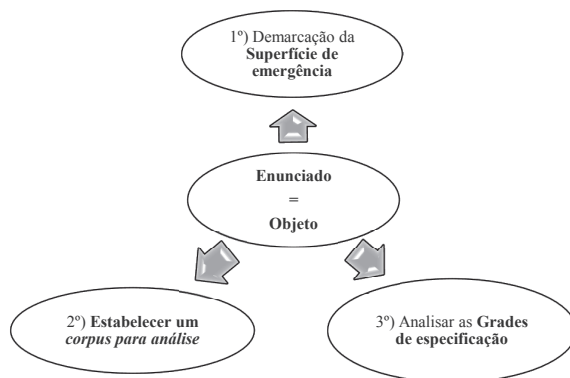 1º) Demarcação da
Superfície de
emergência
Enunciado
=
Objeto
2º) Estabelecer um
corpus para análise
3º) Analisar as Grades
de especificação